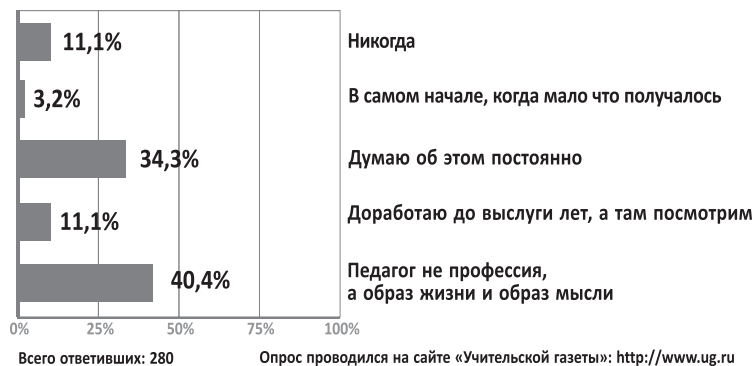 11,1% Никогда
3,2% В самом начале, когда мало что получалось
34,3% Думаю об этом постоянно
11,1% Доработаю до выслуги лет, а там посмотрим
40,4% Педагог не профессия,
а образ жизни и образ мысли
0% 25% 50% 75% 100%
Всего ответивших: 280 Опрос проводился на сайте «Учительской газеты»: http://www.ug.ru